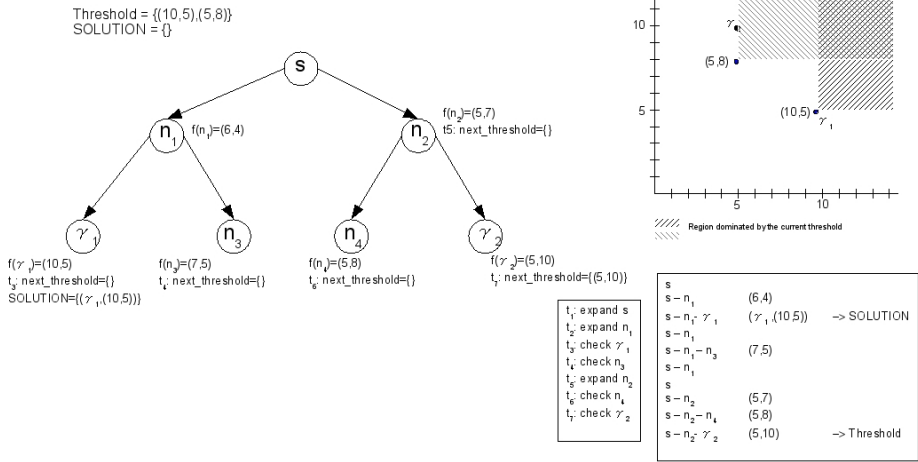 Threshold = {(10,5),(5,8)}
SOLUTION = {}
s
n1
f(n1)=(6,4)
f(n2)=(5,7)
t5: next_threshold={}
n2
γ1
n3
n4
γ2
f(γ1)=(10,5)
t3: next_threshold={}
SOLUTION={(γ1,(10,5))}
f(n3)=(7,5)
t4: next_threshold={}
f(n4)=(5,8)
t6: next_threshold={}
f(γ2)=(5,10)
t7: next_threshold={(5,10)}
10
γ
(5,8)
5
(10,5)
γ1
5
10
Region dominated by the current threshold
t1: expand s
t2: expand n1
t3: check γ1
t4: check n3
t5: expand n2
t6: check n4
t7: check γ2
s
s – n1 (6,4)
s – n1- γ1 (γ1,(10,5)) –> SOLUTION
s – n1
s – n1 – n3 (7,5)
s – n1
s
s – n2 (5,7)
s – n2 – n4 (5,8)
s – n2- γ2 (5,10) –> Threshold